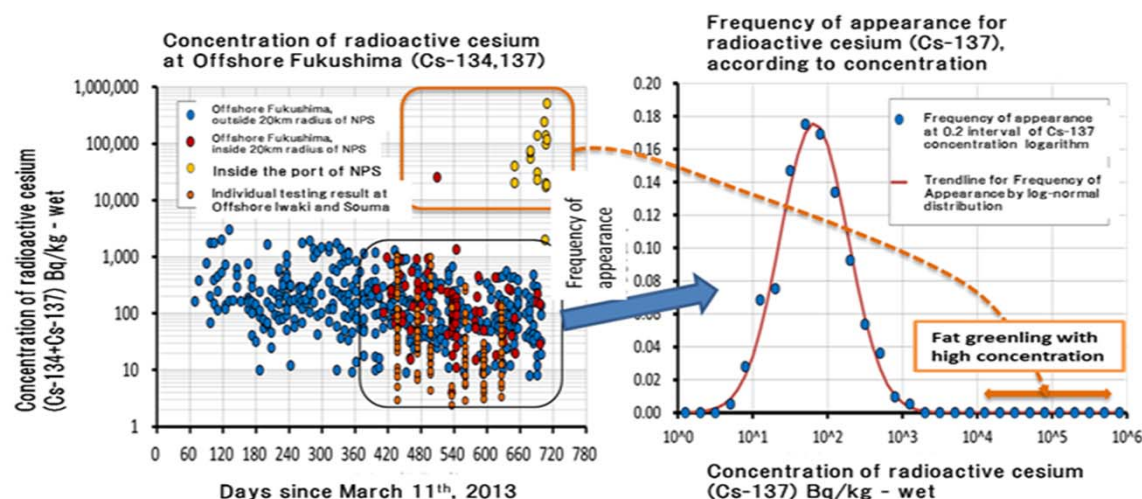 Concentration of radioactive cesium
at Offshore Fukushima (Cs-134,137)
Concentration of radioactive cesium
(Cs-134+Cs-137) Bq/kg - wet
1,000,000
100,000
10,000
1,000
100
10
1
Offshore Fukushima,
outside 20km radius of NPS
Offshore Fukushima,
inside 20km radius of NPS
Inside the port of NPS
Individual testing result at
Offshore Iwaki and Souma
0 60 120 180 240 300 360 420 480 540 600 660 720 780
Days since March 11th, 2013
Frequency of appearance for
radioactive cesium (Cs-137),
according to concentration
Frequency of
appearance
0.20
0.18
0.16
0.14
0.12
0.10
0.08
0.06
0.04
0.02
0.00
Frequency of appearance
at 0.2 interval of Cs-137
concentration logarithm
Trendline for Frequency of
Appearance by log-normal
distribution
Fat greenling with
high concentration
10^0 10^1 10^2 10^3 10^4 10^5 10^6
Concentration of radioactive cesium
(Cs-137) Bq/kg - wet